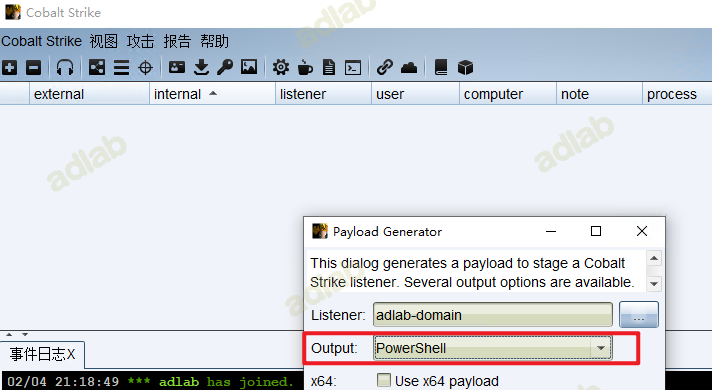 Cobalt Strike
Cobalt Strike 视图 攻击 报告 帮助
external internal listener user computer note process
Payload Generator
This dialog generates a payload to stage a Cobalt
Strike listener. Several output options are available.
Listener: adlab-domain ...
Output: PowerShell
x64: Use x64 payload
事件日志X
02/04 21:18:49 *** adlab has joined.
adlab
adlab
adlab
adlab